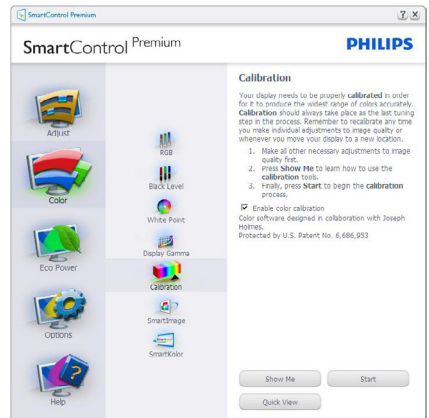 SmartControl Premium
SmartControl Premium
PHILIPS
Adjust
Color
Eco Power
Options
Help
RGB
Black Level
White Point
Display Gamma
Calibration
SmartImage
SmartKolor
Calibration
Your display needs to be properly calibrated in order
for it to produce the widest range of colors accurately.
Calibration should always take place as the last tuning
step in the process. Remember to recalibrate any time
you make individual adjustments to image quality or
whenever you move your display to a new location.
1. Make all other necessary adjustments to image
quality first.
2. Press Show Me to learn how to use the
calibration tools.
3. Finally, press Start to begin the calibration
process.
Enable color calibration
Color software designed in collaboration with Joseph
Holmes.
Protected by U.S. Patent No. 6,686,953
Show Me
Start
Quick View